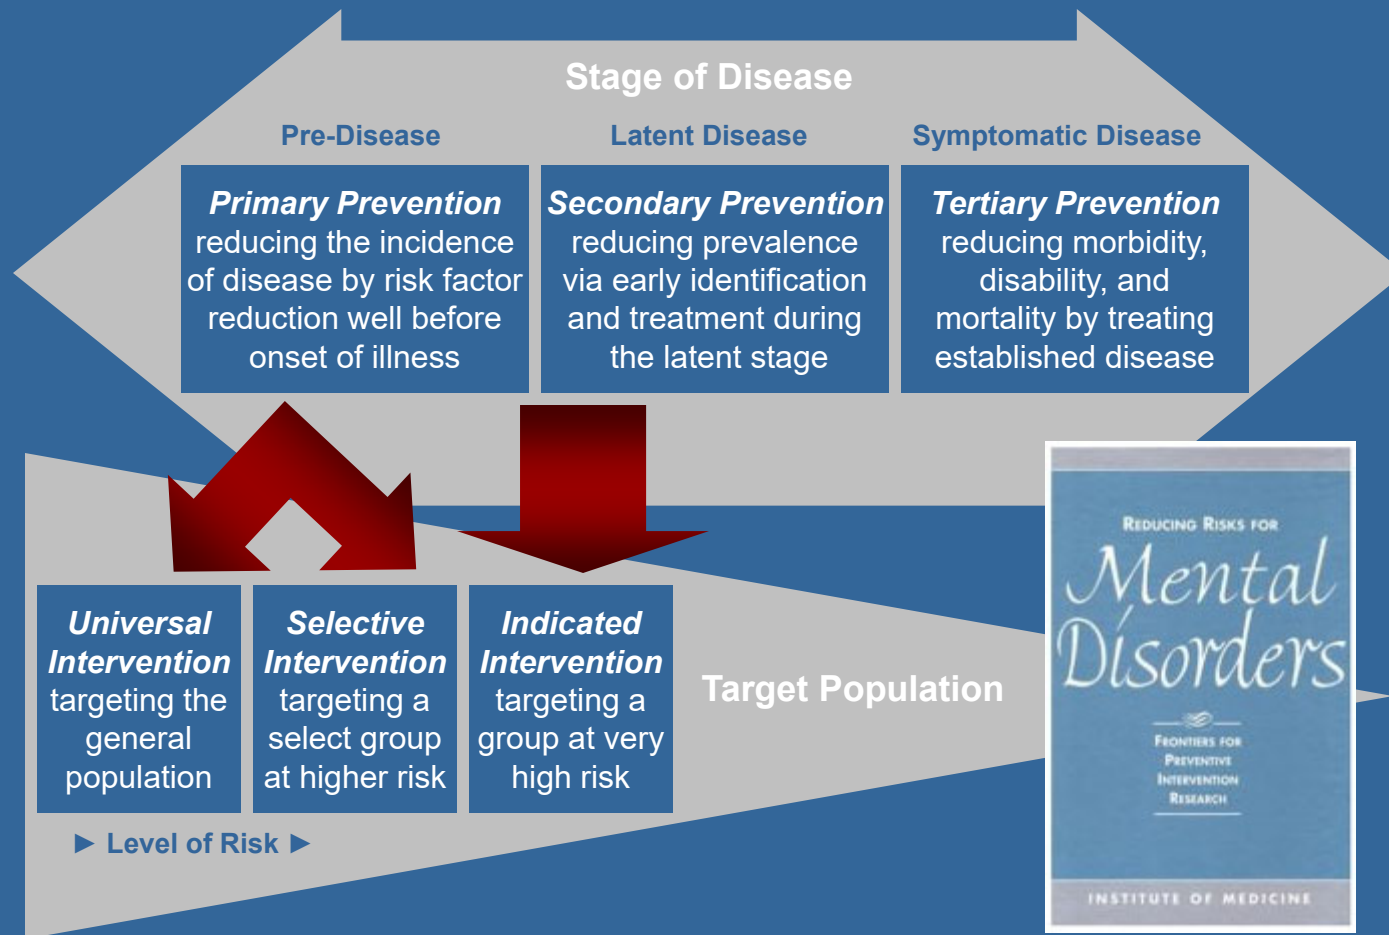 Stage of Disease
Pre-Disease
Latent Disease
Symptomatic Disease
Primary Prevention
reducing the incidence
of disease by risk factor
reduction well before
onset of illness
Secondary Prevention
reducing prevalence
via early identification
and treatment during
the latent stage
Tertiary Prevention
reducing morbidity,
disability, and
mortality by treating
established disease
Universal
Intervention
targeting the
general
population
Selective
Intervention
targeting a
select group
at higher risk
Indicated
Intervention
targeting a
group at very
high risk
Target Population
► Level of Risk ►
REDUCING RISKS FOR
Mental
Disorders
FRONTIERS FOR
PREVENTIVE
INTERVENTION
RESEARCH
INSTITUTE OF MEDICINE